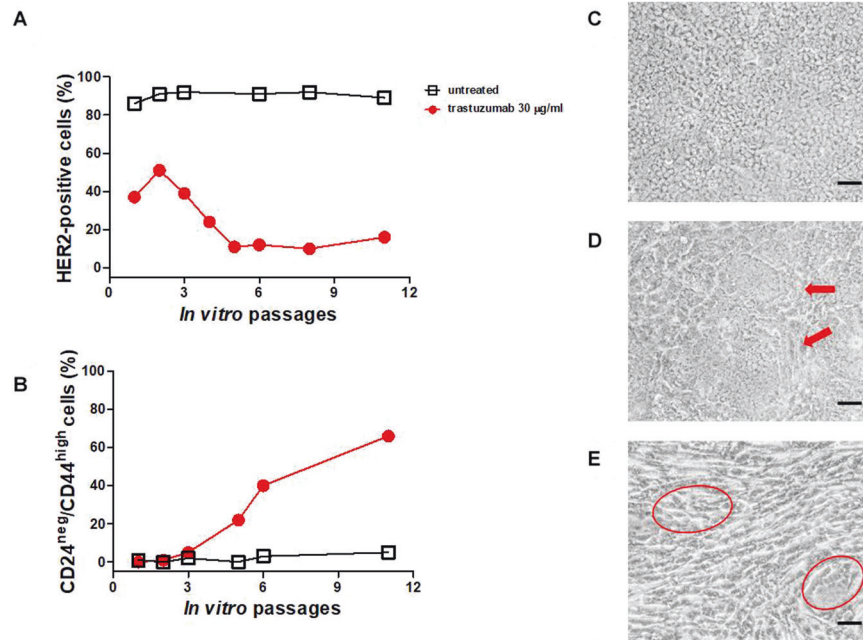 A
HER2-positive cells (%)
100
80
60
40
20
0
0 3 6 9 12
In vitro passages
untreated
trastuzumab 30 µg/ml
B
CD24neg/CD44high cells (%)
100
80
60
40
20
0
0 3 6 9 12
In vitro passages
C
D
E